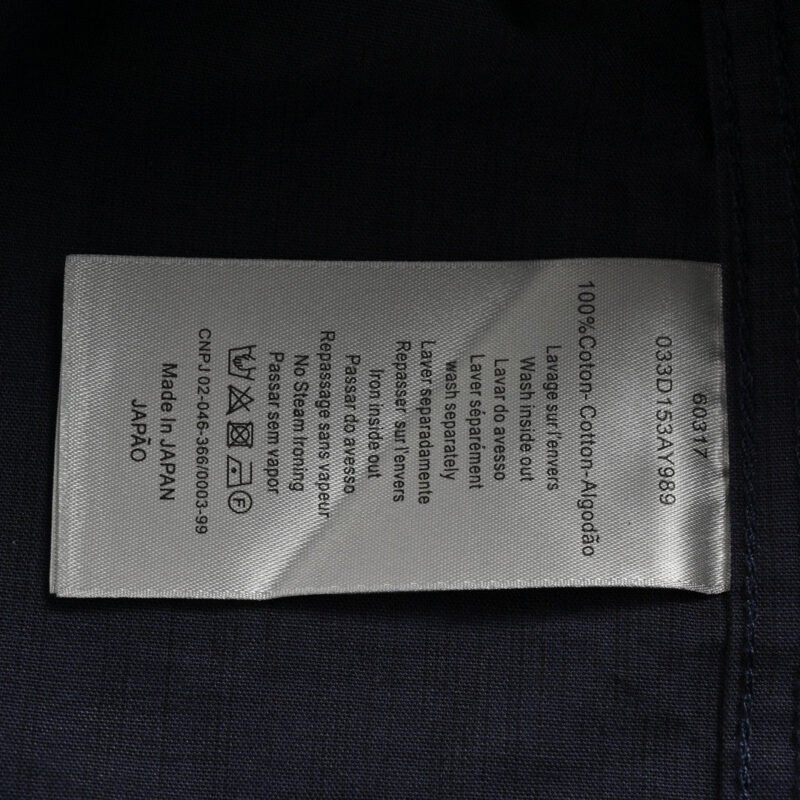 60317
033D153AY989
100%Coton- Cotton-Algodão
Lavage sur l'envers
Wash inside out
Lavar do avesso
Laver séparément
wash separately
Laver separadamente
Repasser sur l'envers
Iron inside out
Passar do avesso
Repassage sans vapeur
No Steam Ironing
Passar sem vapor
F
CNPJ 02-046-366/0003-99
Made In JAPAN
JAPÃO